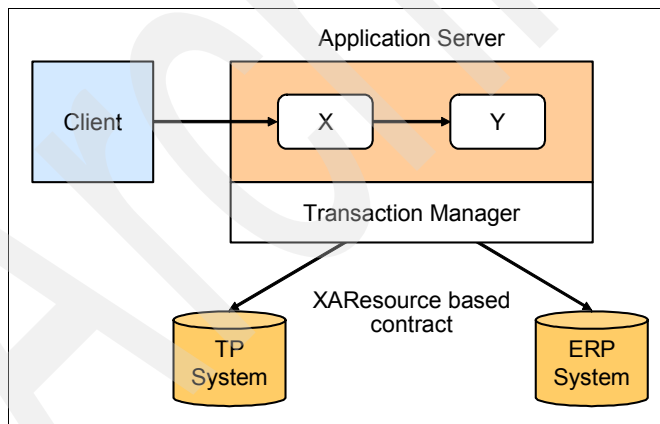 Application Server
Client
X
Y
Transaction Manager
XAResource based
contract
TP
System
ERP
System